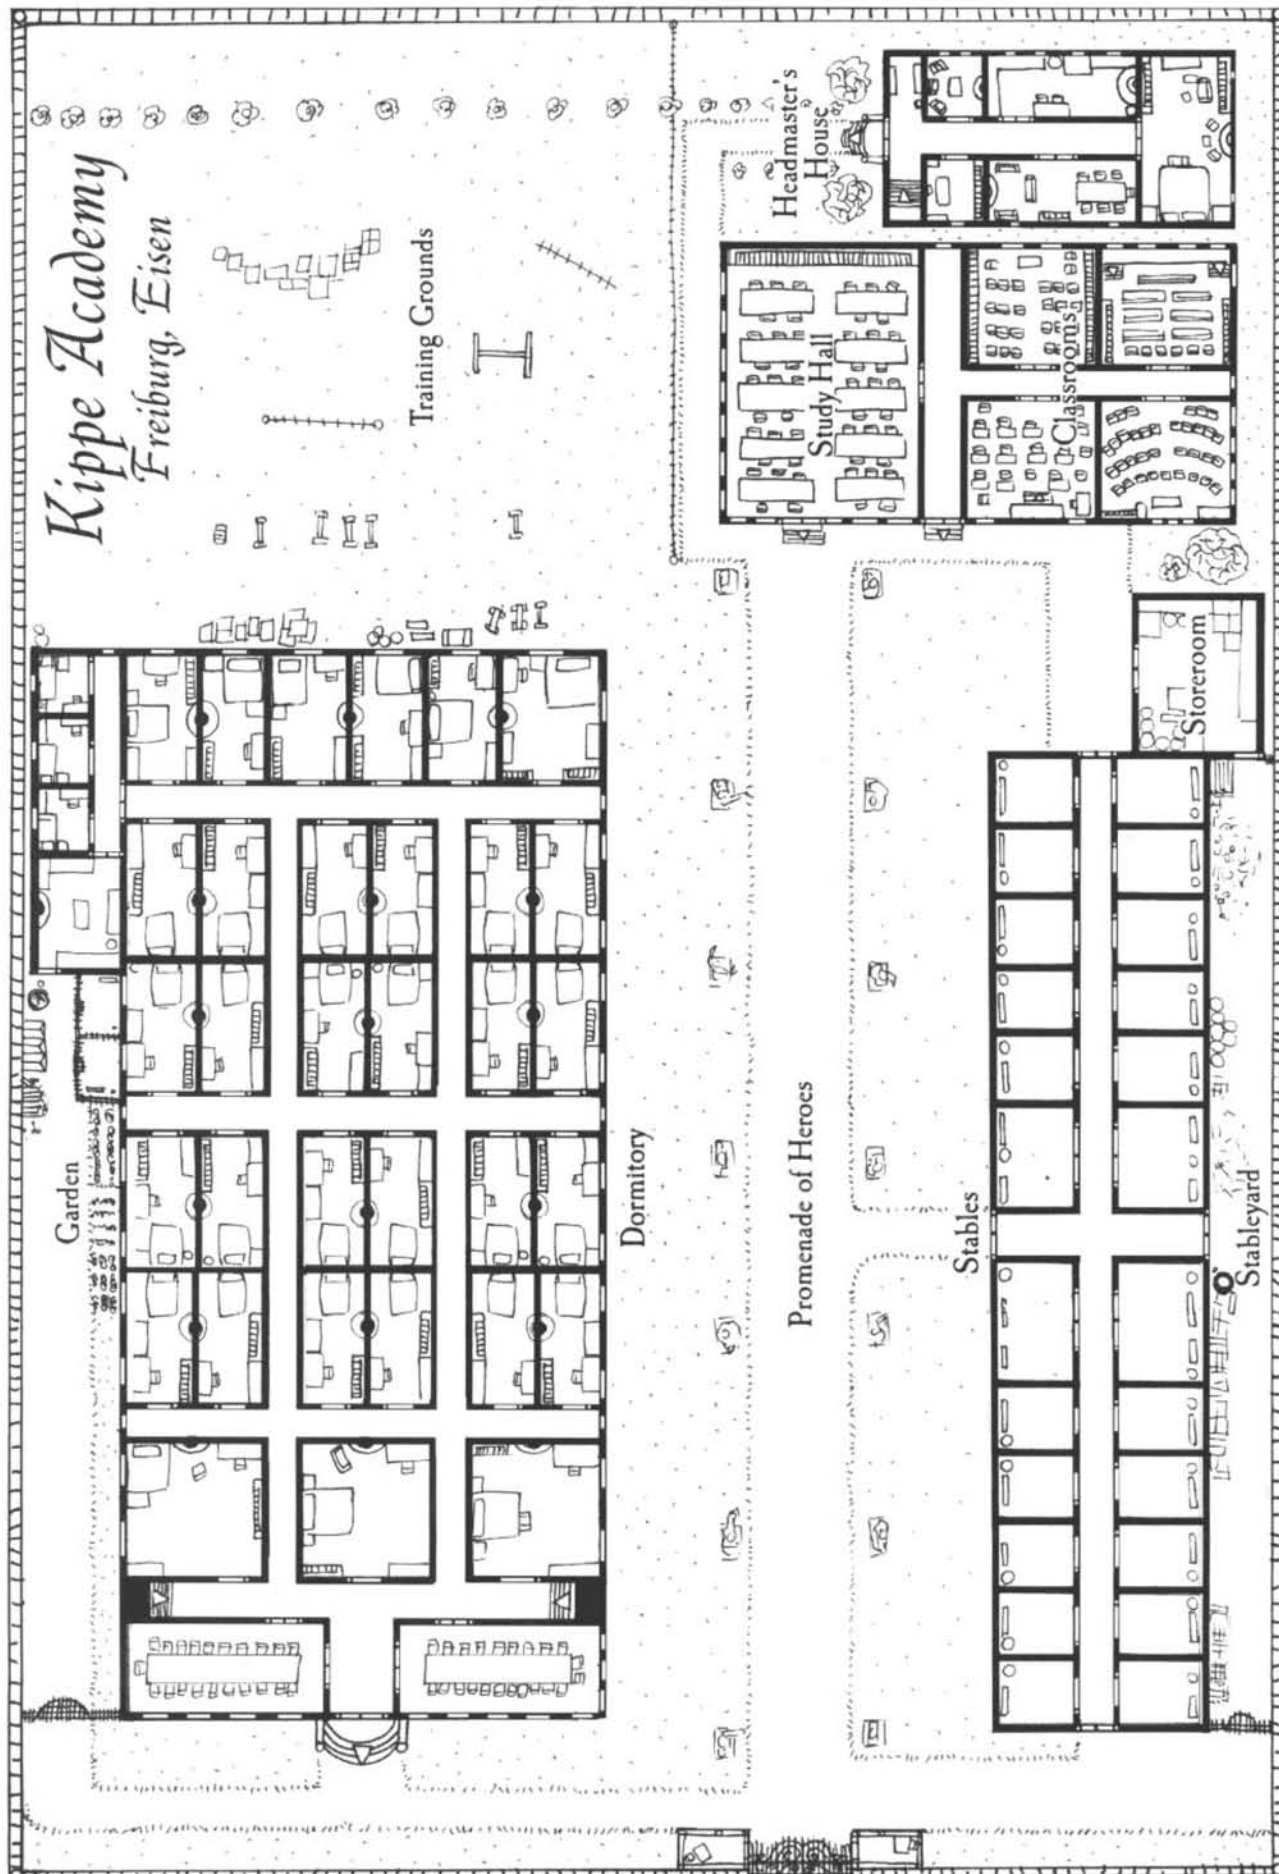 Kippe Academy
Freiburg, Eisen
Training Grounds
Headmaster's
House
Study Hall
Classrooms
Storeroom
Garden
Dormitory
Promenade of Heroes
Stables
Stableyard